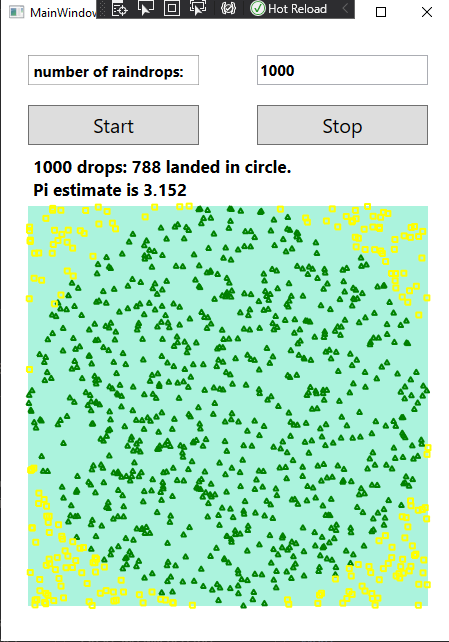 MainWindow
Hot Reload
number of raindrops:
1000
Start
Stop
1000 drops: 788 landed in circle.
Pi estimate is 3.152